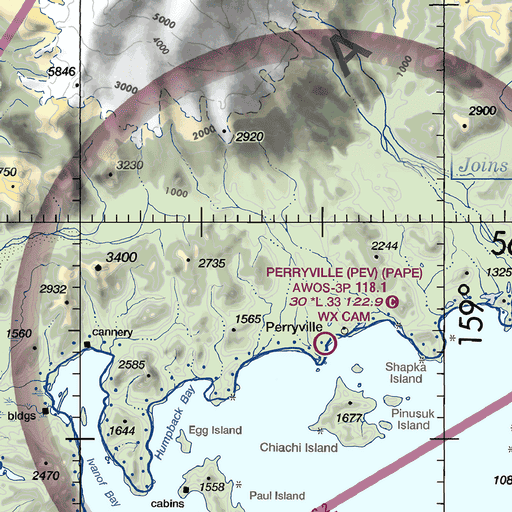 5000
4000
A
5846
3000
1000
2900
2000
2920
750
3230
Joins
1000
2244
56
3400
2735
PERRYVILLE (PEV) (PAPE)
1325
AWOS-3P 118.1
2932
30 *L 33 122.9 C
WX CAM
159°
1560
cannery
1565
Perryville
2585
Shapka
Island
bldgs
Humpback Bay
1677
Pinusuk
Island
1644
Egg Island
Chiachi Island
2470
Ivanof Bay
1558
108
Paul Island
cabins